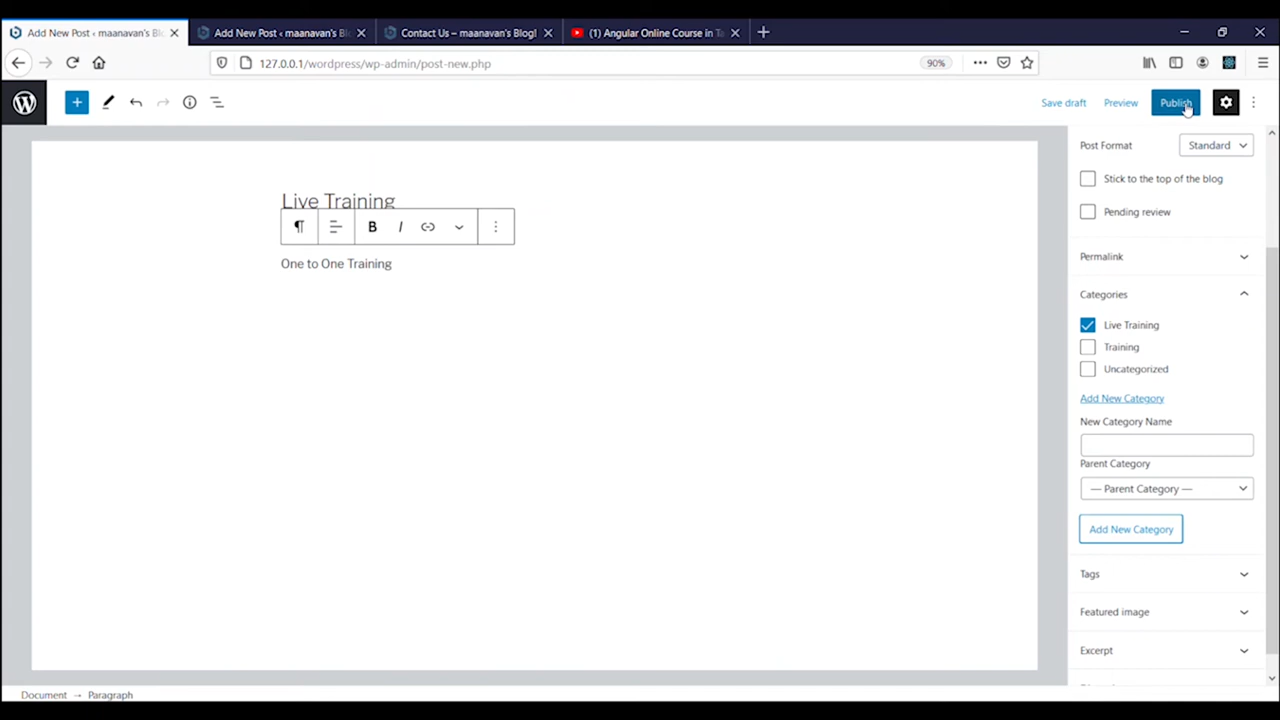 Add New Post ‹ maanavan's Bl
Add New Post ‹ maanavan's Bl
Contact Us – maanavan's Blog!
(1) Angular Online Course in Ta
127.0.0.1/wordpress/wp-admin/post-new.php
90%
Save draft
Preview
Publish
Post Format
Standard
Stick to the top of the blog
Live Training
Pending review
B
I
Permalink
One to One Training
Categories
Live Training
Training
Uncategorized
Add New Category
New Category Name
Parent Category
— Parent Category —
Add New Category
Tags
Featured image
Excerpt
Document → Paragraph